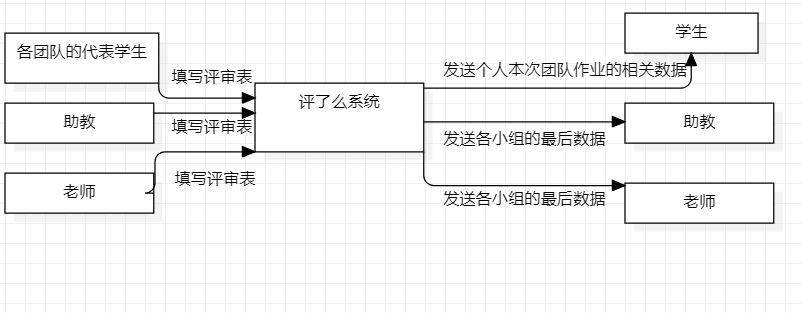 学生
各团队的代表学生
发送个人本次团队作业的相关数据
填写评审表
评了么系统
助教
填写评审表
助教
发送各小组的最后数据
填写评审表
老师
发送各小组的最后数据
老师